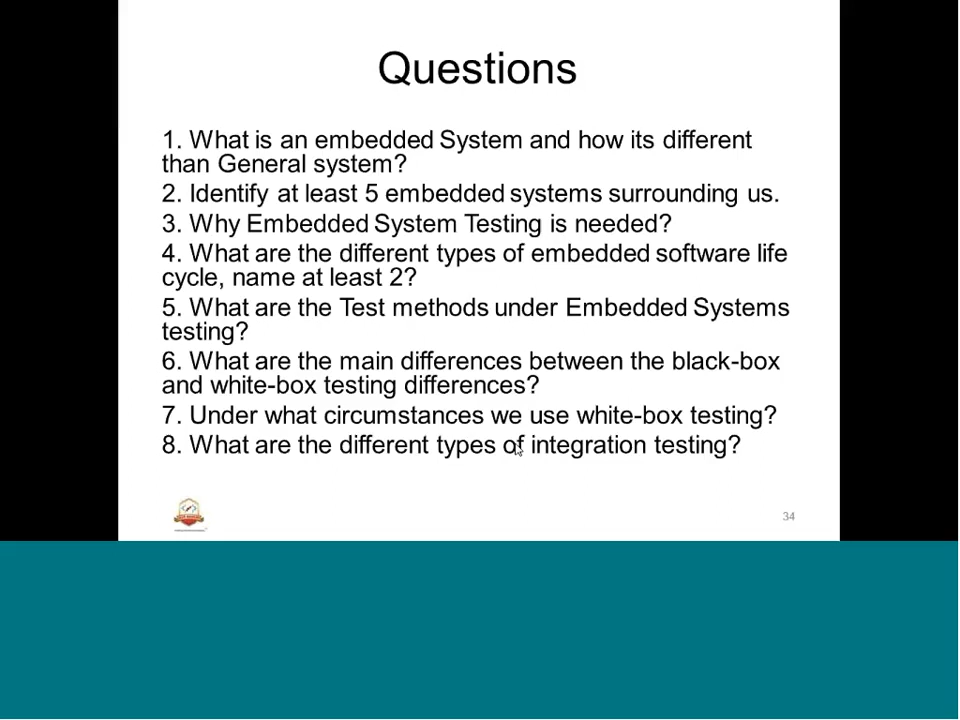 Questions
1. What is an embedded System and how its different
than General system?
2. Identify at least 5 embedded systems surrounding us.
3. Why Embedded System Testing is needed?
4. What are the different types of embedded software life
cycle, name at least 2?
5. What are the Test methods under Embedded Systems
testing?
6. What are the main differences between the black-box
and white-box testing differences?
7. Under what circumstances we use white-box testing?
8. What are the different types of integration testing?
34